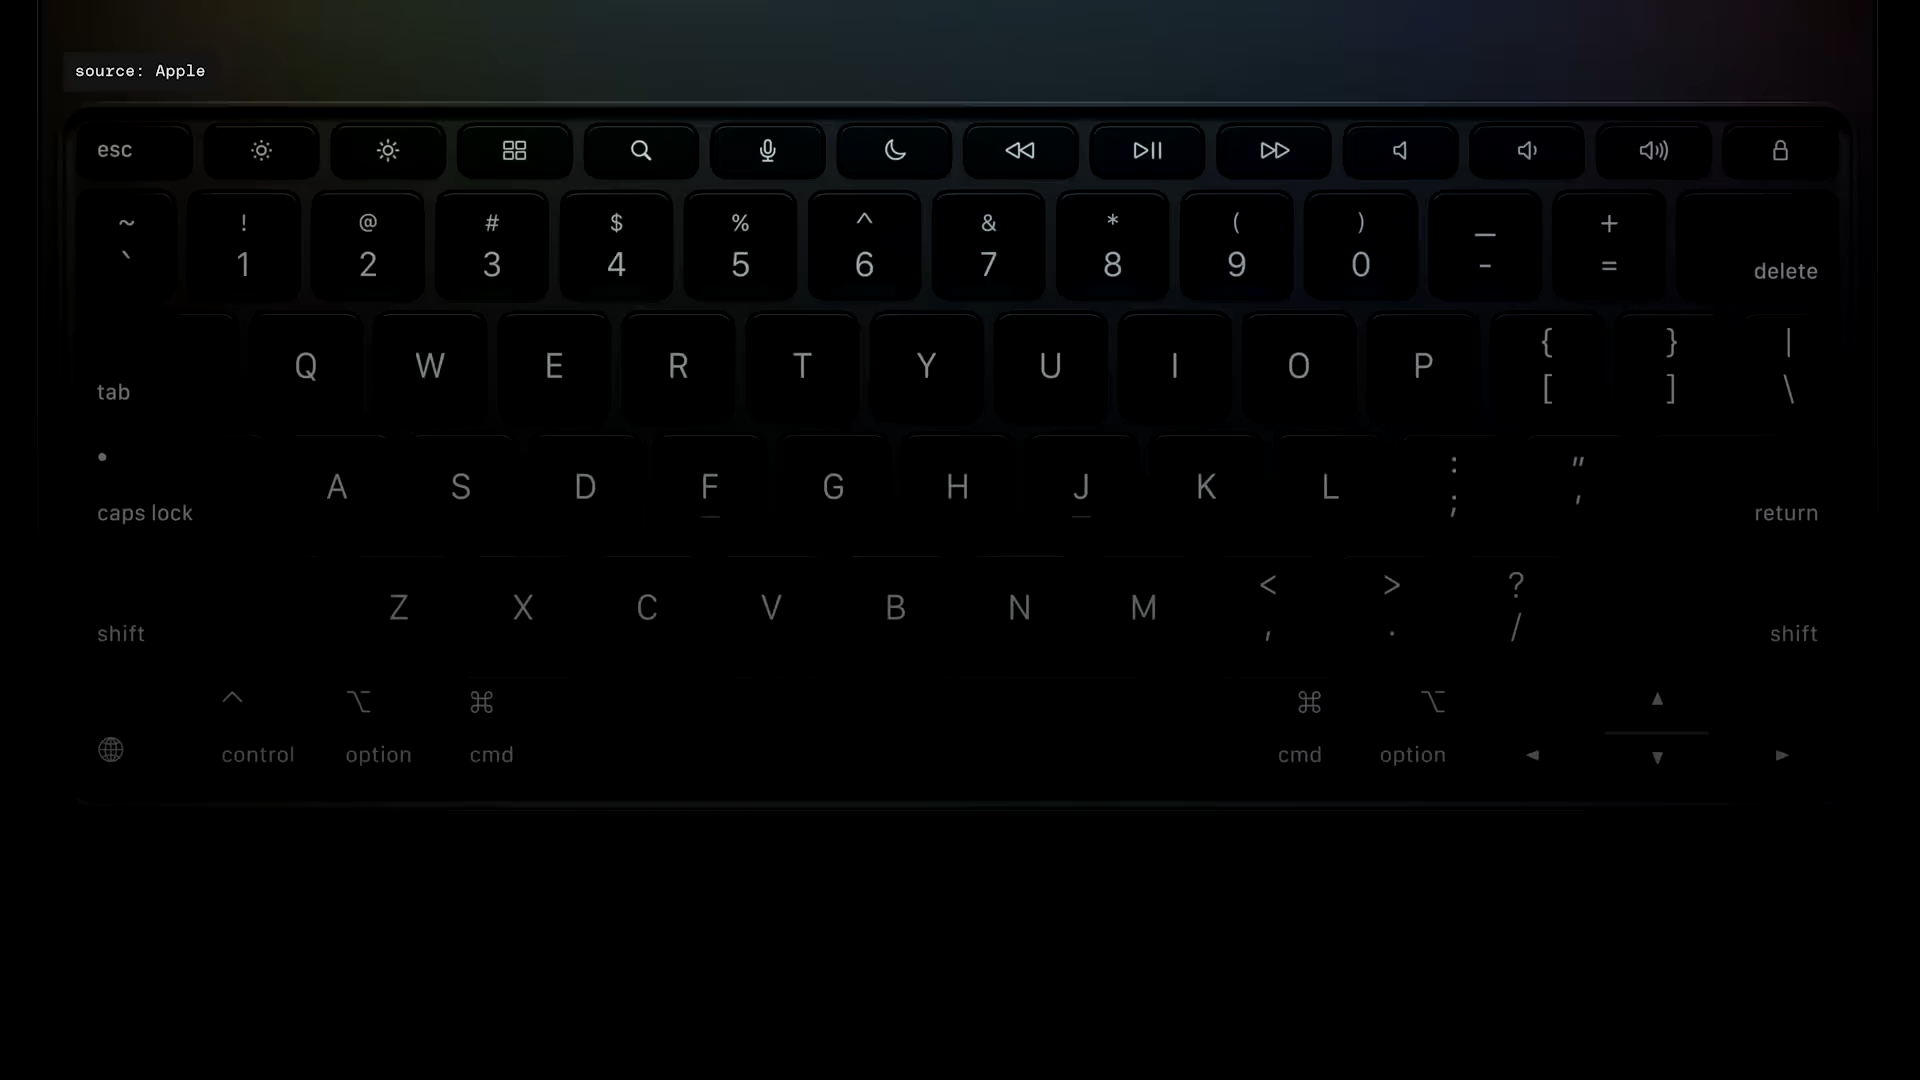 source: Apple
esc
~ ! @ # $ % ^ & * ( ) _ +
` 1 2 3 4 5 6 7 8 9 0 - = delete
tab Q W E R T Y U I O P { } |
[ ] \
A S D F G H J K L : "
caps lock ; ' return
Z X C V B N M < > ?
shift , . / shift
^ ⌥ ⌘ ⌘ ⌥ ▲
control option cmd cmd option ◄ ▼ ►